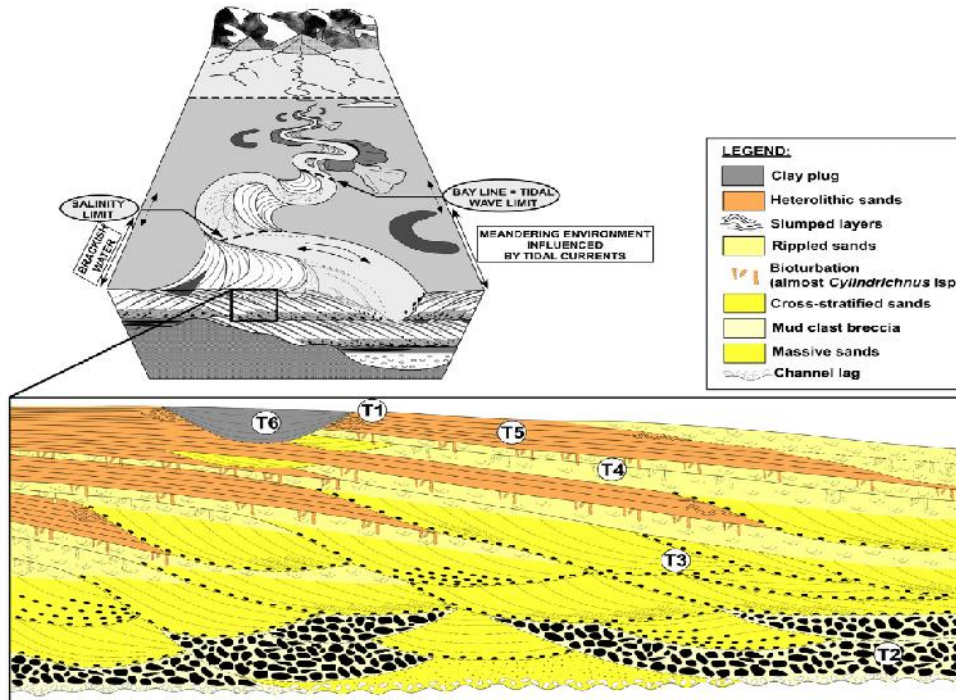 SALINITY
LIMIT
BRACKISH
WATER
BAY LINE = TIDAL
WAVE LIMIT
MEANDERING ENVIRONMENT
INFLUENCED
BY TIDAL CURRENTS
LEGEND:
Clay plug
Heterolithic sands
Slumped layers
Rippled sands
Bioturbation
(almost Cylindrichnus Isp
Cross-stratified sands
Mud clast breccia
Massive sands
Channel lag
T1
T6
T5
T4
T3
T2